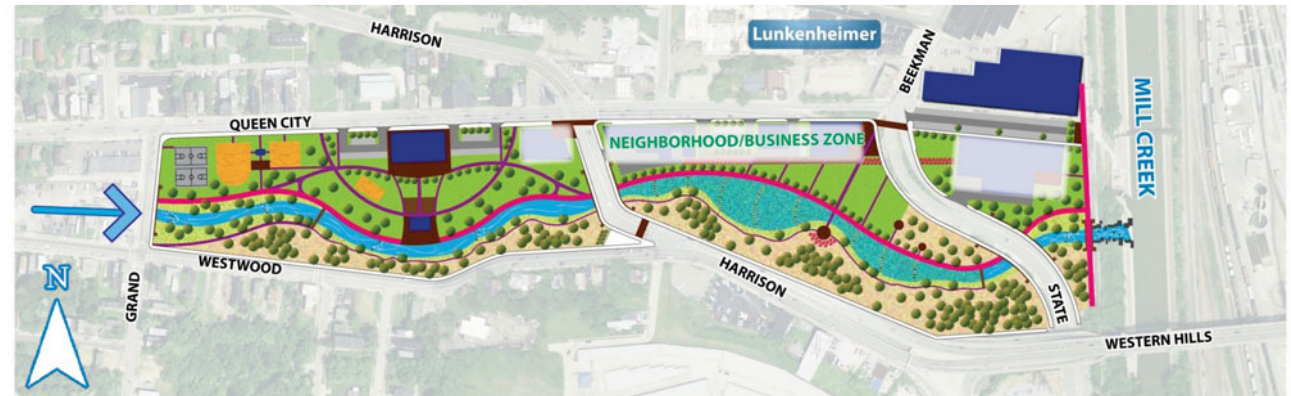 HARRISON
Lunkenheimer
BEEKMAN
QUEEN CITY
NEIGHBORHOOD/BUSINESS ZONE
MILL CREEK
WESTWOOD
N
GRAND
HARRISON
STATE
WESTERN HILLS